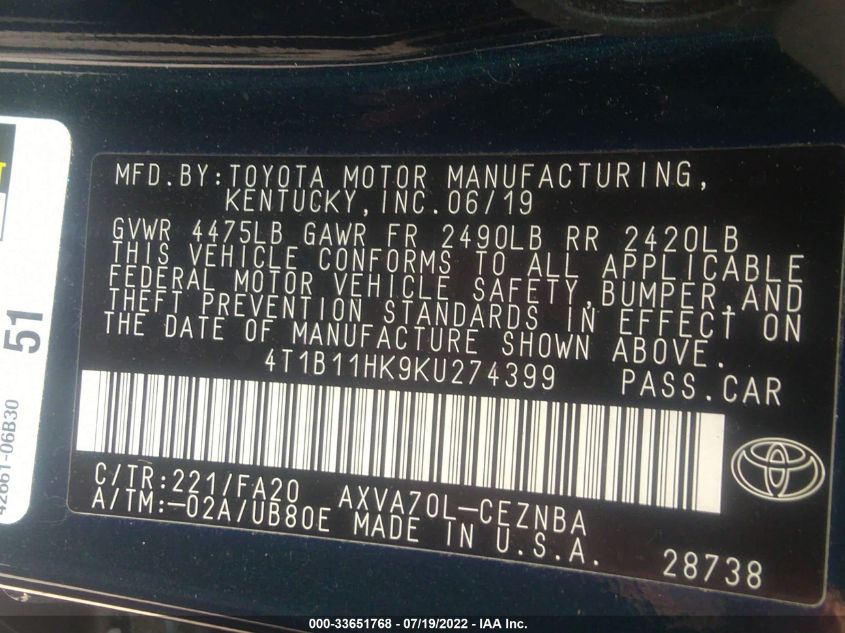 MFD.BY:TOYOTA MOTOR MANUFACTURING,
KENTUCKY,INC.06/19
GVWR 4475LB GAWR FR 2490LB RR 2420LB
THIS VEHICLE CONFORMS TO ALL APPLICABLE
FEDERAL MOTOR VEHICLE SAFETY,BUMPER,AND
THEFT PREVENTION STANDARDS IN EFFECT ON
THE DATE OF MANUFACTURE SHOWN ABOVE.
4T1B11HK9KU274399 PASS.CAR
C/TR:221/FA20 AXVA70L-CEZNBA
A/TM:-02A/UB80E MADE IN U.S.A.
28738
51
42661-06B30
000-33651768 - 07/19/2022 - IAA Inc.